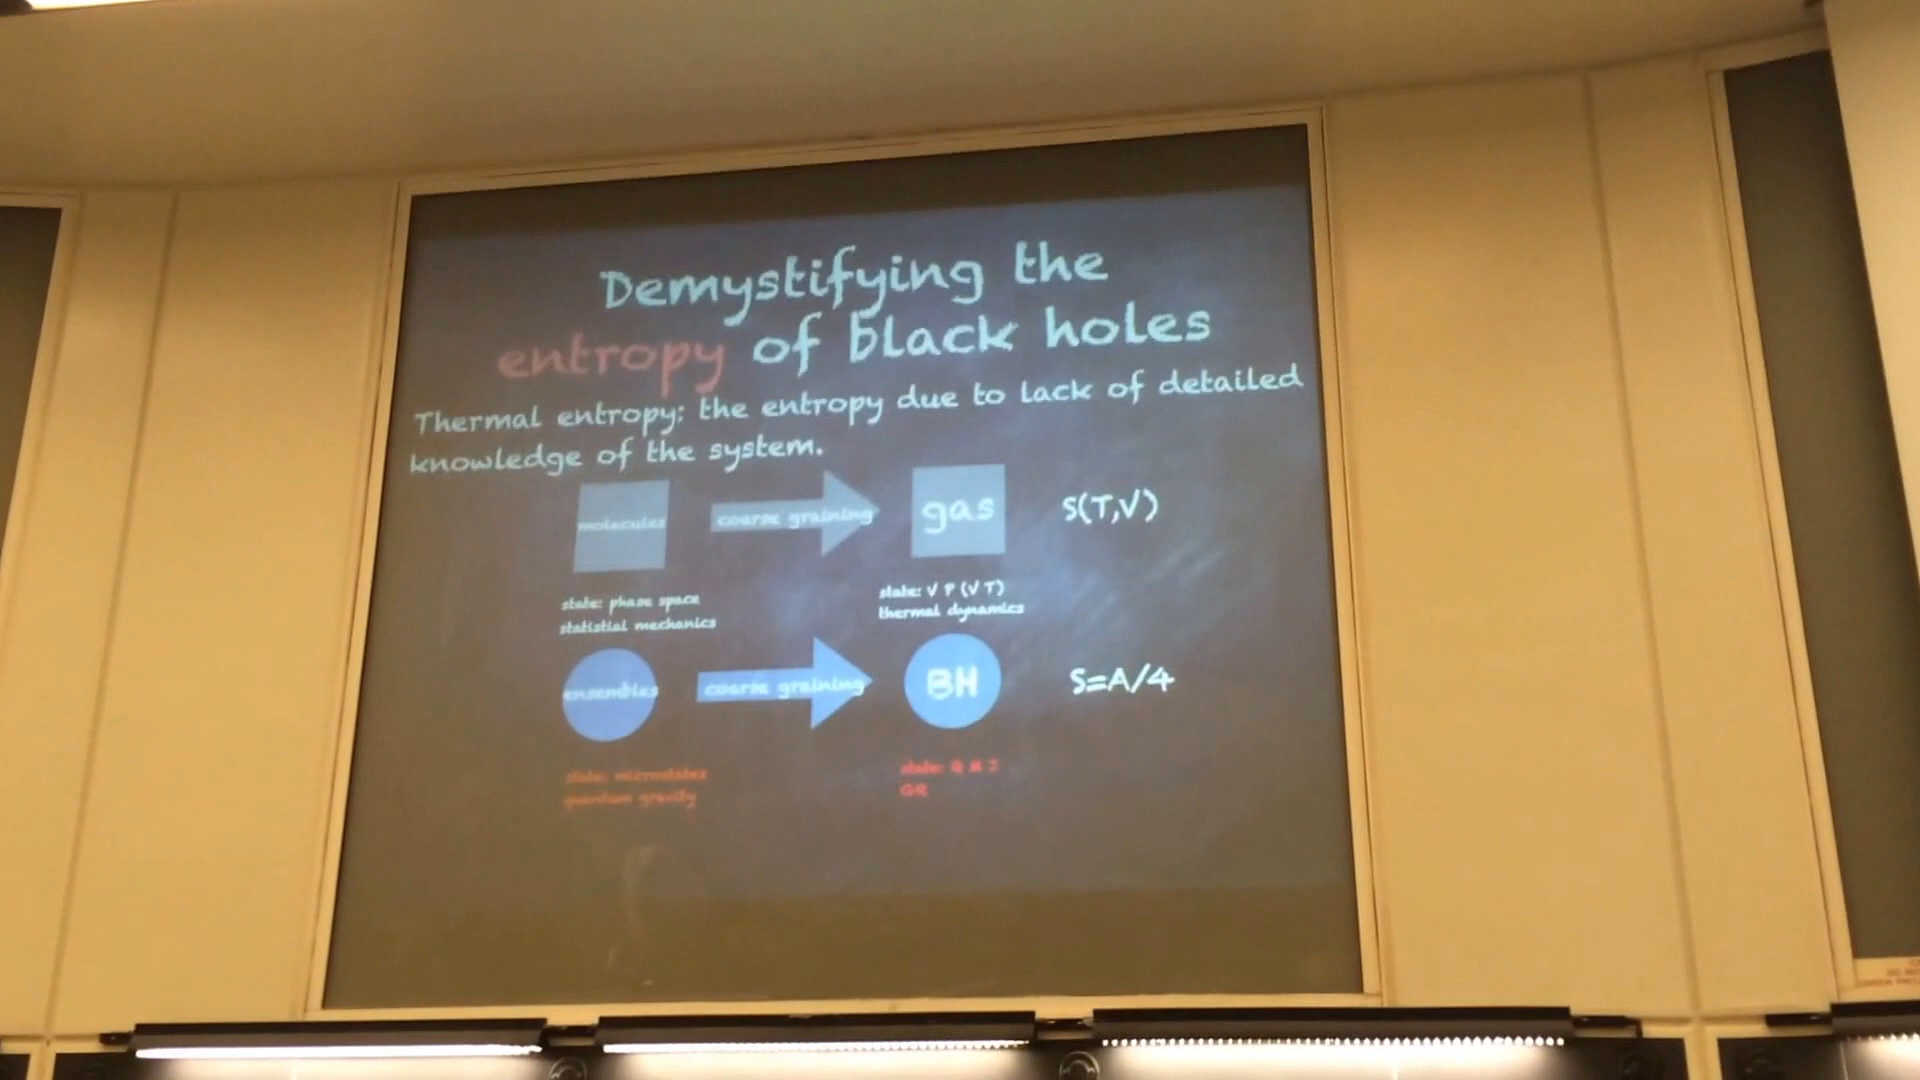 Demystifying the
entropy of black holes
Thermal entropy: the entropy due to lack of detailed
knowledge of the system.
molecules
coarse graining
gas
S(T,V)
state: phase space
statistial mechanics
state: V P (V T)
thermal dynamics
ensembles
coarse graining
BH
S=A/4
state: microstates
quantum gravity
state: Q M J
GR